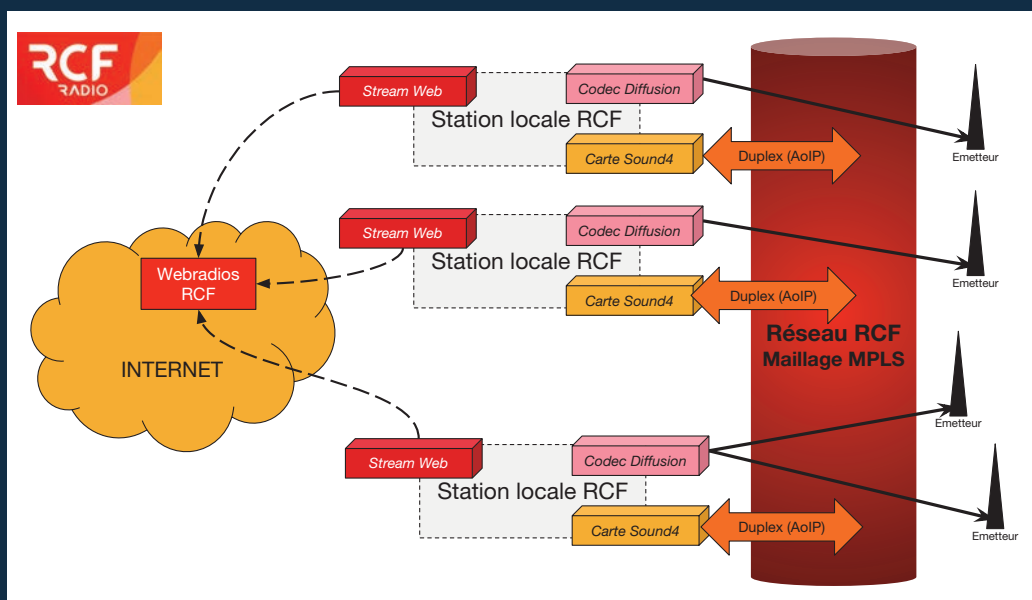 RCF
RADIO
Stream Web
Codec Diffusion
Station locale RCF
Carte Sound4
Duplex (AoIP)
Emetteur
Stream Web
Codec Diffusion
Station locale RCF
Carte Sound4
Duplex (AoIP)
Emetteur
Webradios
RCF
INTERNET
Réseau RCF
Maillage MPLS
Emetteur
Stream Web
Codec Diffusion
Station locale RCF
Carte Sound4
Duplex (AoIP)
Emetteur